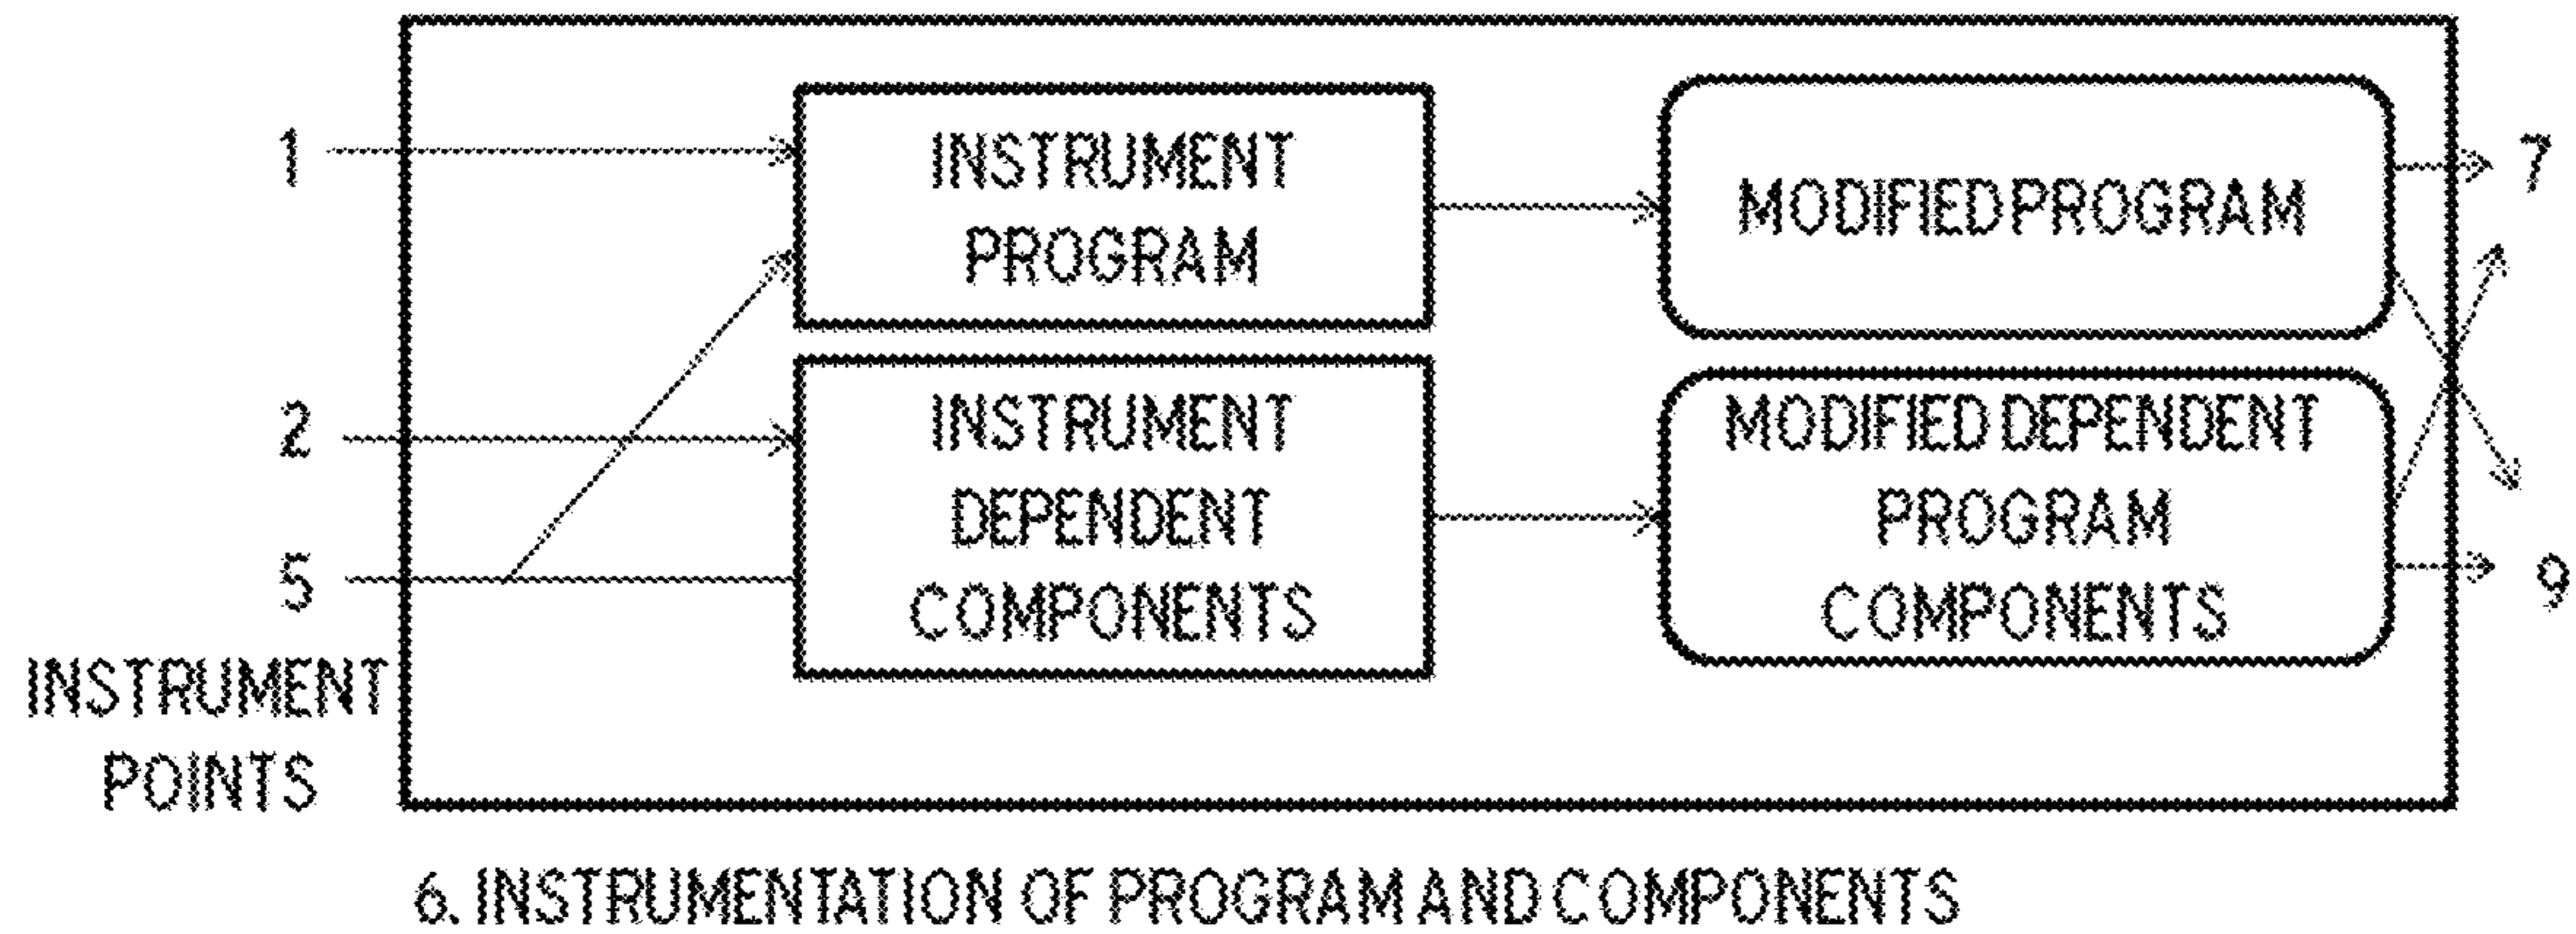 1
INSTRUMENT
PROGRAM
MODIFIED PROGRAM
7
2
INSTRUMENT
DEPENDENT
COMPONENTS
MODIFIED DEPENDENT
PROGRAM
COMPONENTS
5
9
INSTRUMENT
POINTS
6. INSTRUMENTATION OF PROGRAM AND COMPONENTS